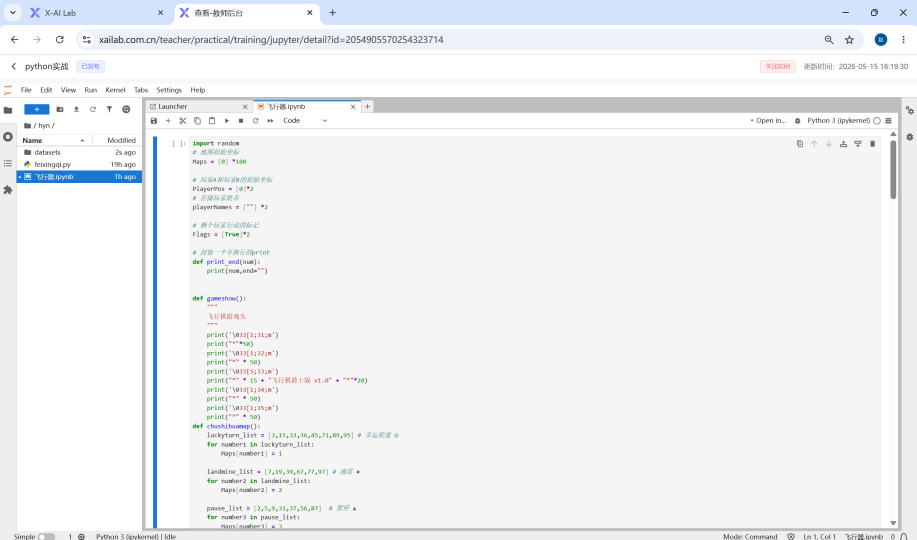 X-AI Lab
查看-教师后台
xailab.com.cn/teacher/practical/training/jupyter/detail?id=2054905570254323714
赵
python实战 已发布 关闭实例 更新时间: 2026-05-15 16:19:30
File Edit View Run Kernel Tabs Settings Help
+
/ hyn /
Name Modified
datasets 2s ago
feixingqi.py 19h ago
飞行器.ipynb 1h ago
Launcher 飞行器.ipynb
Code Open in... Python 3 (ipykernel)
[ ]: import random
# 地图初始坐标
Maps = [0] *100
# 玩家A和玩家B的初始坐标
PlayerPos = [0]*2
# 存储玩家姓名
playerNames = [""] *2
# 俩个玩家行动的标记
Flags = [True]*2
# 封装一个不换行的print
def print_end(num):
print(num,end="")
def gameshow():
"""
飞行棋游戏头
"""
print('\033[1;31;m')
print("*"*50)
print('\033[1;32;m')
print("*" * 50)
print('\033[5;33;m')
print("*" * 15 + "飞行棋爵士版 v1.0" + "*"*20)
print('\033[1;34;m')
print("*" * 50)
print('\033[1;35;m')
print("*" * 50)
def chushihuamap():
luckyturn_list = [3,15,33,36,45,71,89,95] # 幸运轮盘 ◎
for number1 in luckyturn_list:
Maps[number1] = 1
landmine_list = [7,19,39,67,77,97] # 地雷 ◆
for number2 in landmine_list:
Maps[number2] = 2
pause_list = [2,5,9,31,37,56,87] # 暂停 ▲
for number3 in pause_list:
Maps[number3] = 3
Simple 1 Python 3 (ipykernel) | Idle Mode: Command Ln 1, Col 1 飞行器.ipynb 0